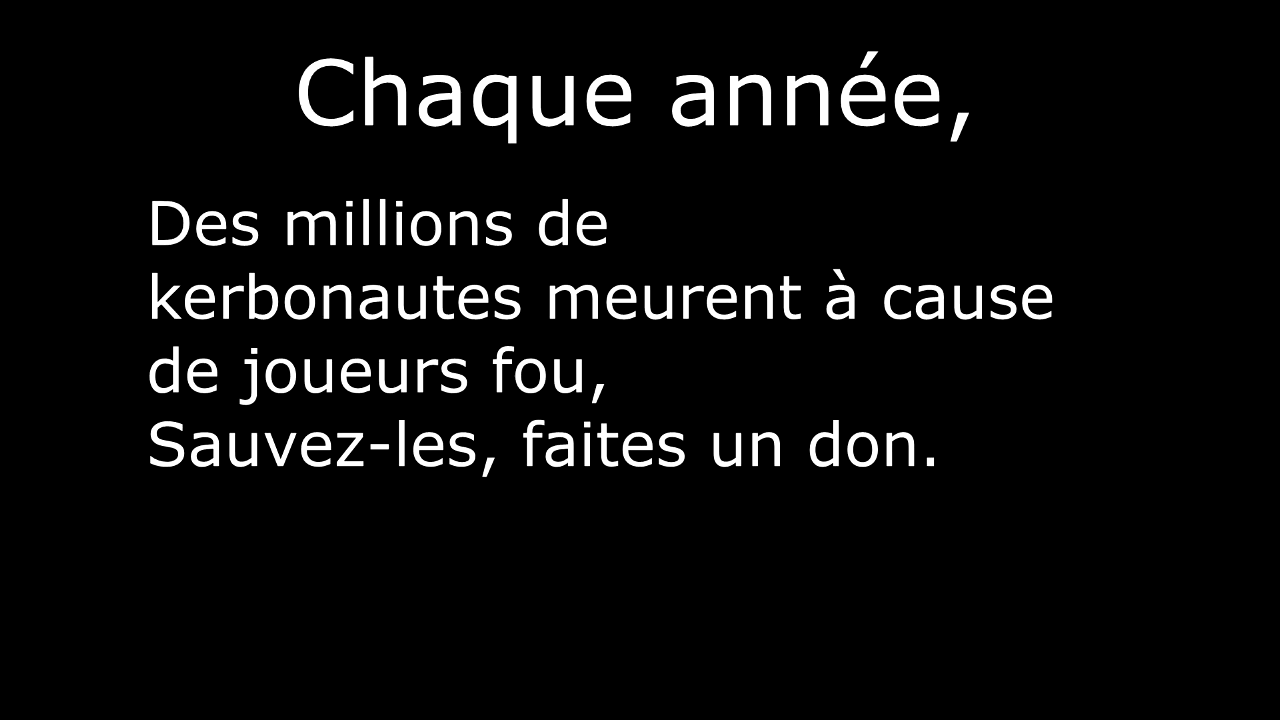 Chaque année,
Des millions de
kerbonautes meurent à cause
de joueurs fou,
Sauvez-les, faites un don.